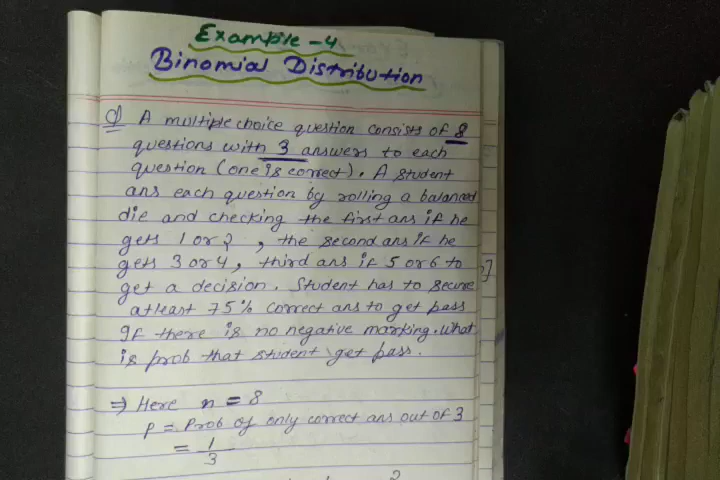 Example - 4
Binomial Distribution
Q A multiple choice question consists of 8
questions with 3 answers to each
question (one is correct). A student
ans each question by rolling a balanced
die and checking the first ans if he
gets 1 or 2, the second ans if he
gets 3 or 4, third ans if 5 or 6 to
get a decision. Student has to secure
atleast 75% correct ans to get pass
If there is no negative marking. What
is prob that student get pass.
⇒ Here n = 8
p = Prob of only correct ans out of 3
= 1/3
2